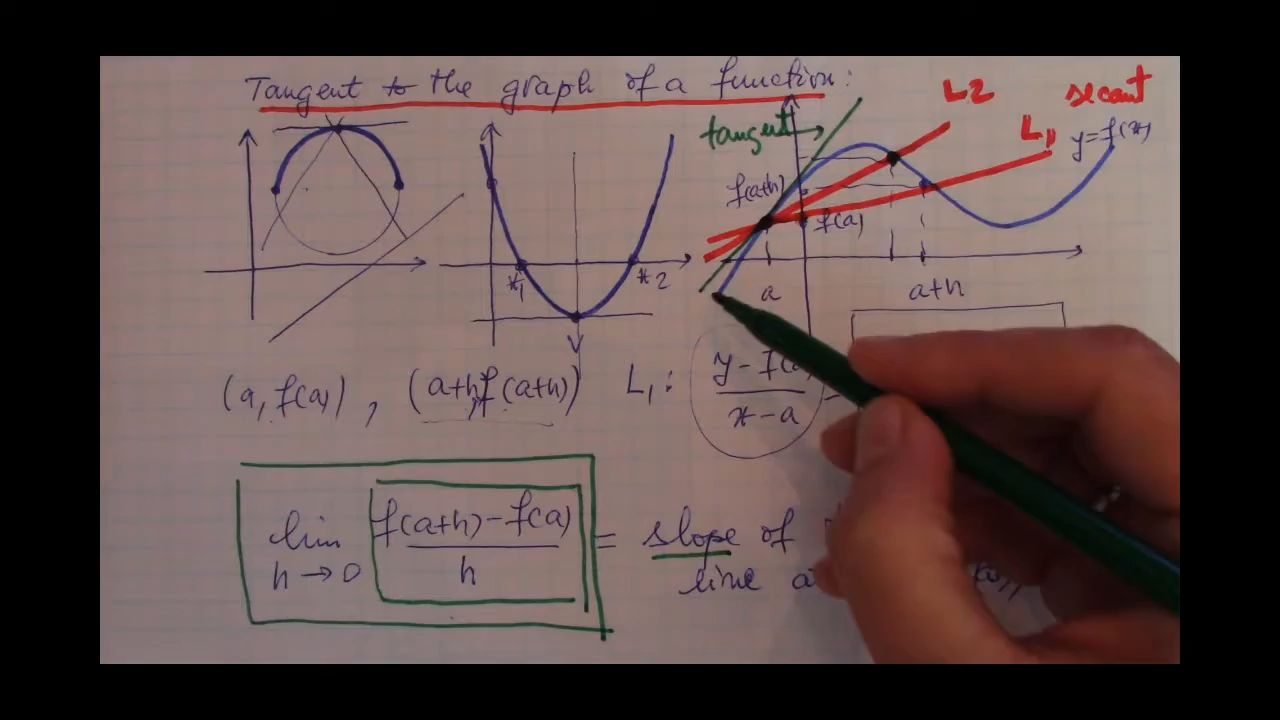 Tangent to the graph of a function:
L2
secant
tangent
L1
y=f(x)
f(a+h)
f(a)
x1
x2
a
a+h
(a, f(a)) , (a+h, f(a+h)) L1: y-f(a
x-a
lim f(a+h)-f(a) = slope of
h→0 h line